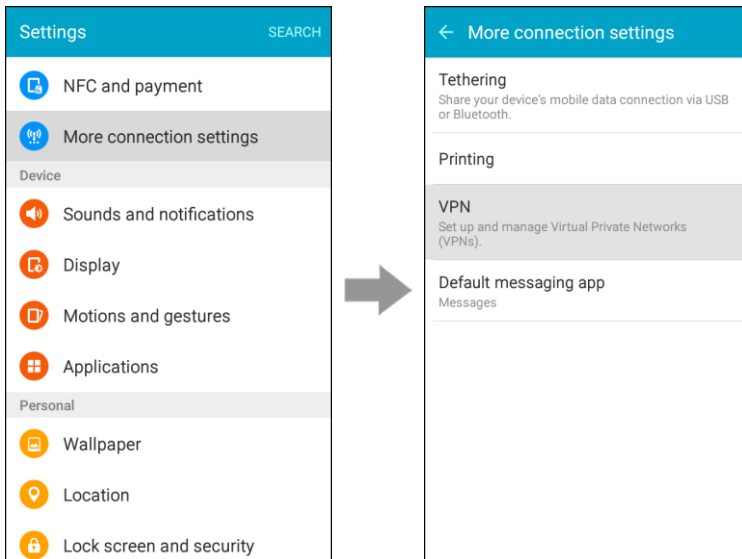 Settings
SEARCH
NFC and payment
More connection settings
Device
Sounds and notifications
Display
Motions and gestures
Applications
Personal
Wallpaper
Location
Lock screen and security
More connection settings
Tethering
Share your device's mobile data connection via USB
or Bluetooth.
Printing
VPN
Set up and manage Virtual Private Networks
(VPNs).
Default messaging app
Messages